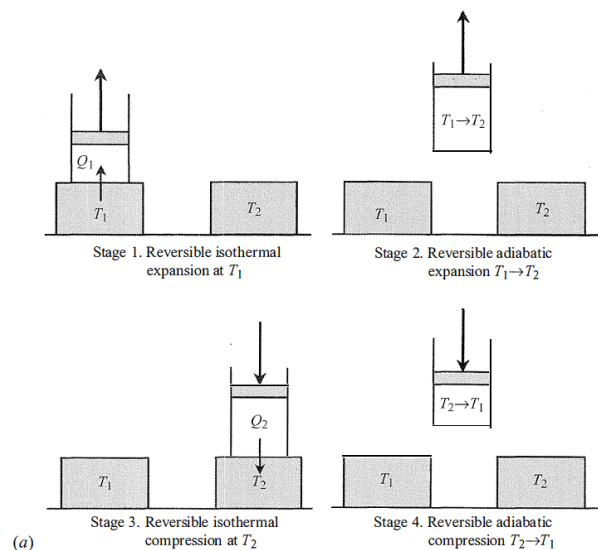 Q₁
T₁
T₂
Stage 1. Reversible isothermal
expansion at T₁
T₁→T₂
T₁
T₂
Stage 2. Reversible adiabatic
expansion T₁→T₂
Q₂
T₁
T₂
Stage 3. Reversible isothermal
compression at T₂
T₂→T₁
T₁
T₂
Stage 4. Reversible adiabatic
compression T₂→T₁
(a)